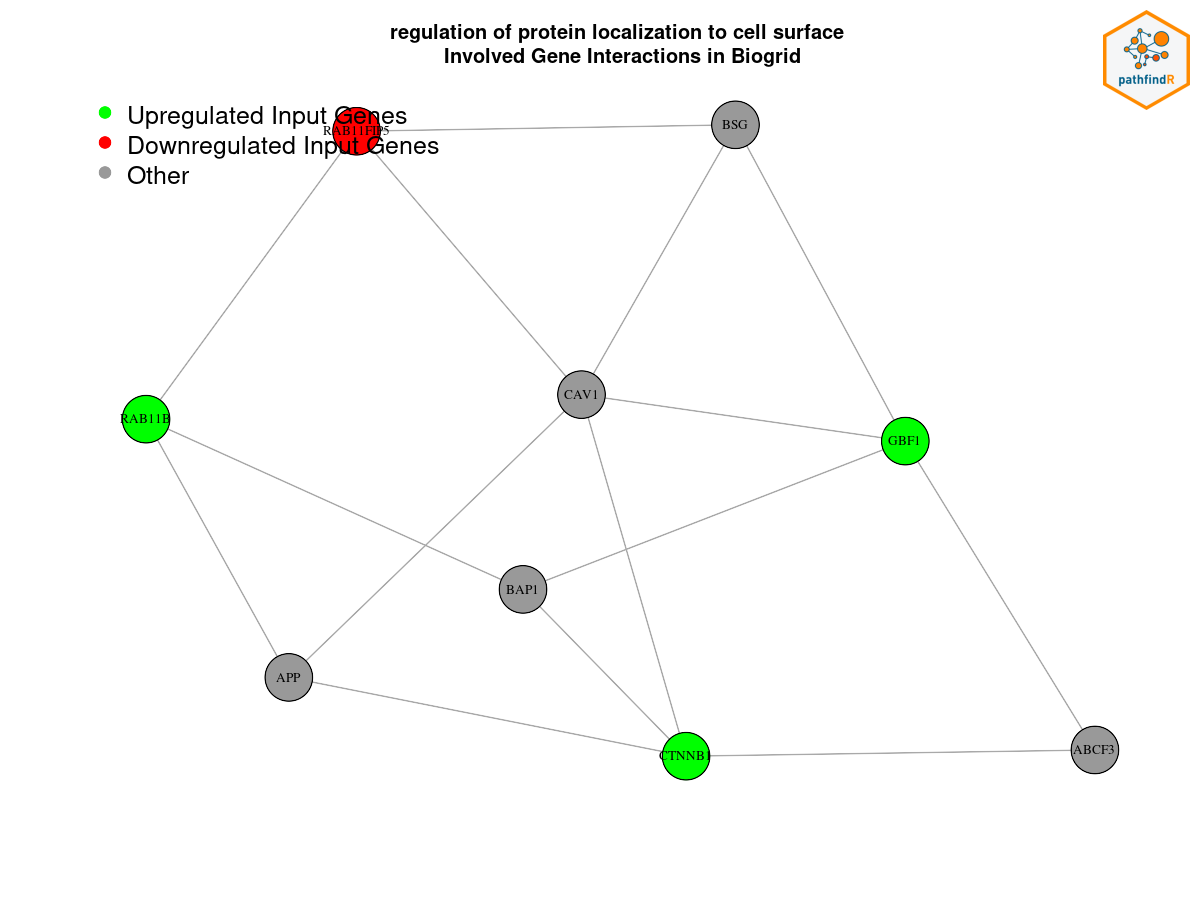 regulation of protein localization to cell surface
Involved Gene Interactions in Biogrid
pathfindR
Upregulated Input Genes
Downregulated Input Genes
Other
RAB11FIP5
BSG
CAV1
RAB11B
GBF1
BAP1
APP
CTNNB1
ABCF3